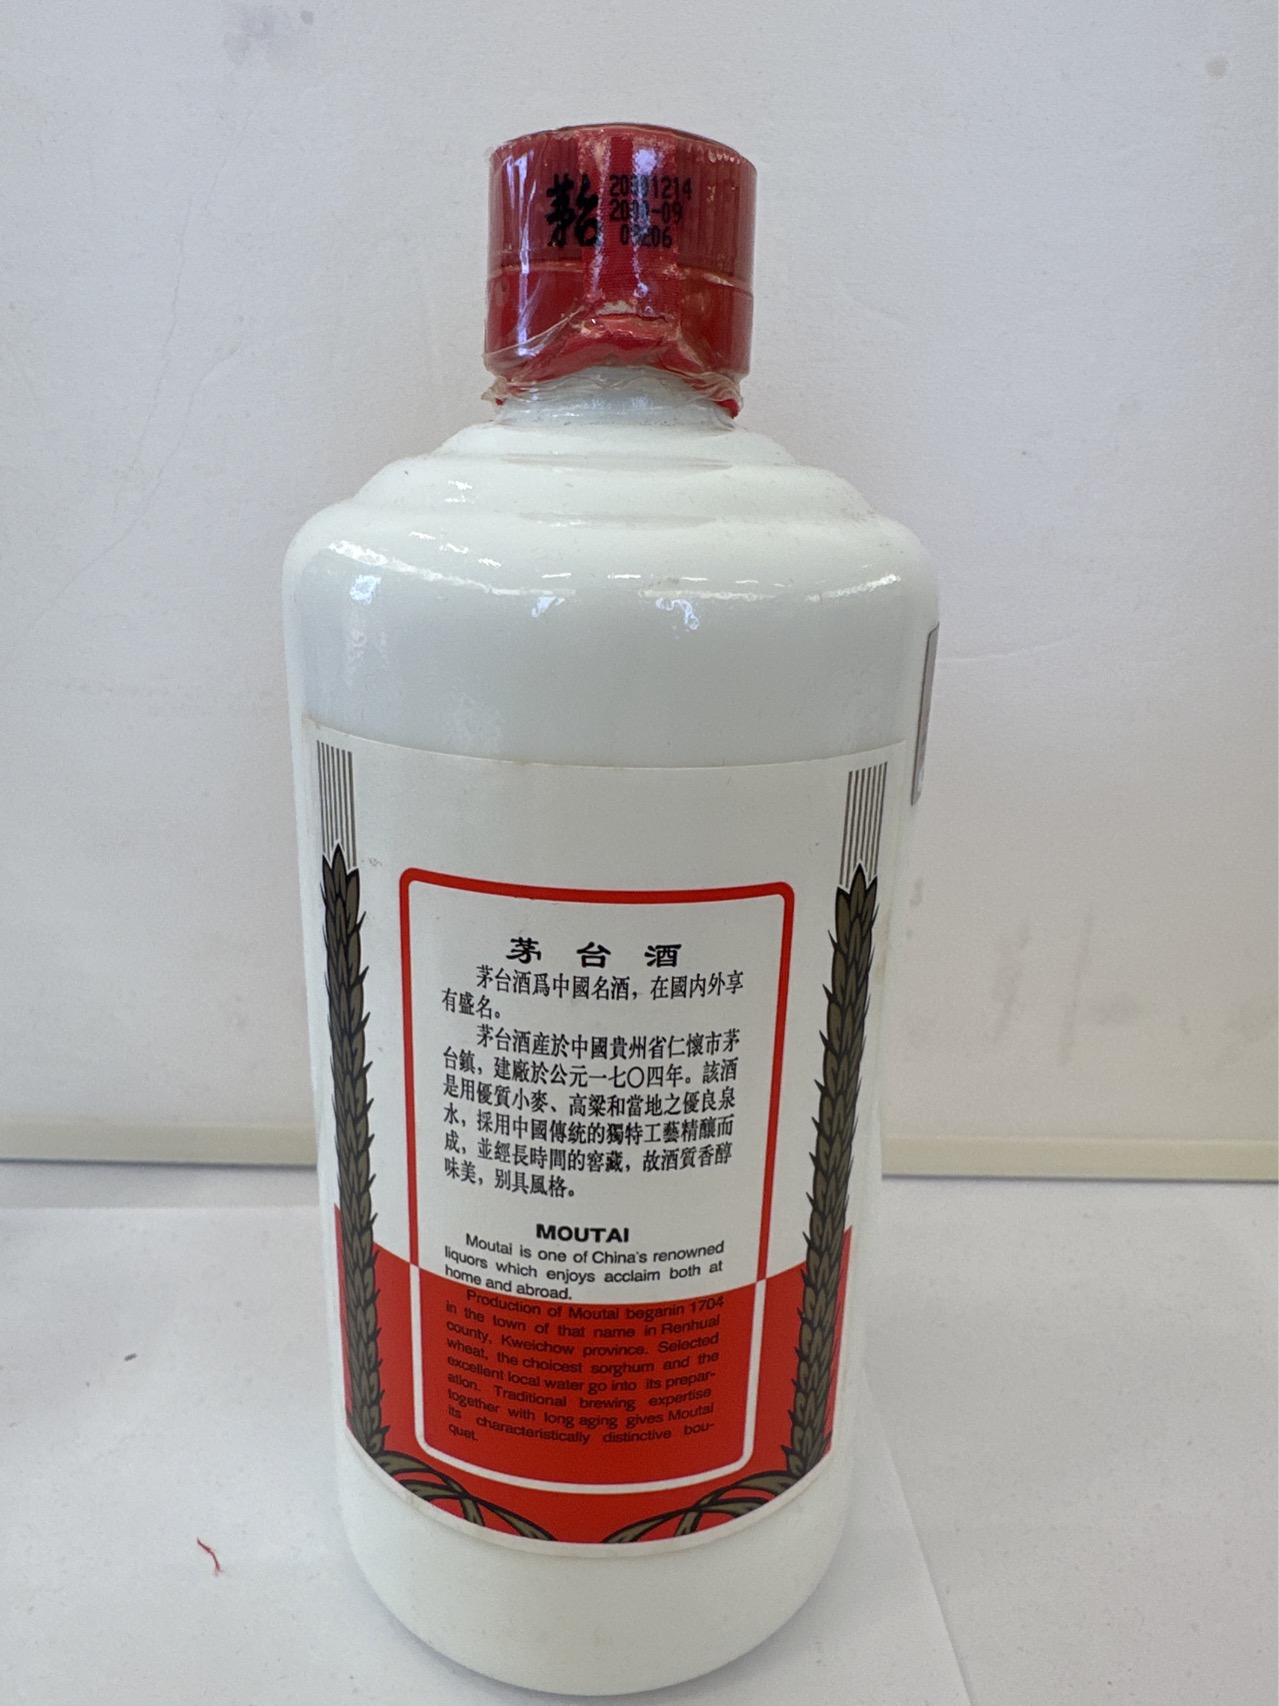 茅台
茅台酒
茅台酒爲中國名酒，在國内外享
有盛名。
茅台酒産於中國貴州省仁懷市茅
台鎮，建廠於公元一七〇四年。該酒
是用優質小麥、高粱和當地之優良泉
水，採用中國傳統的獨特工藝精釀而
成，並經長時間的窖藏，故酒質香醇
味美，别具風格。
MOUTAI
Moutai is one of China's renowned
liquors which enjoys acclaim both at
home and abroad.
Production of Moutai beganin 1704
in the town of that name in Renhuai
county, Kweichow province. Selected
wheat, the choicest sorghum and the
excellent local water go into its prepar-
ation. Traditional brewing expertise
together with long aging gives Moutai
its characteristically distinctive bou-
quet.